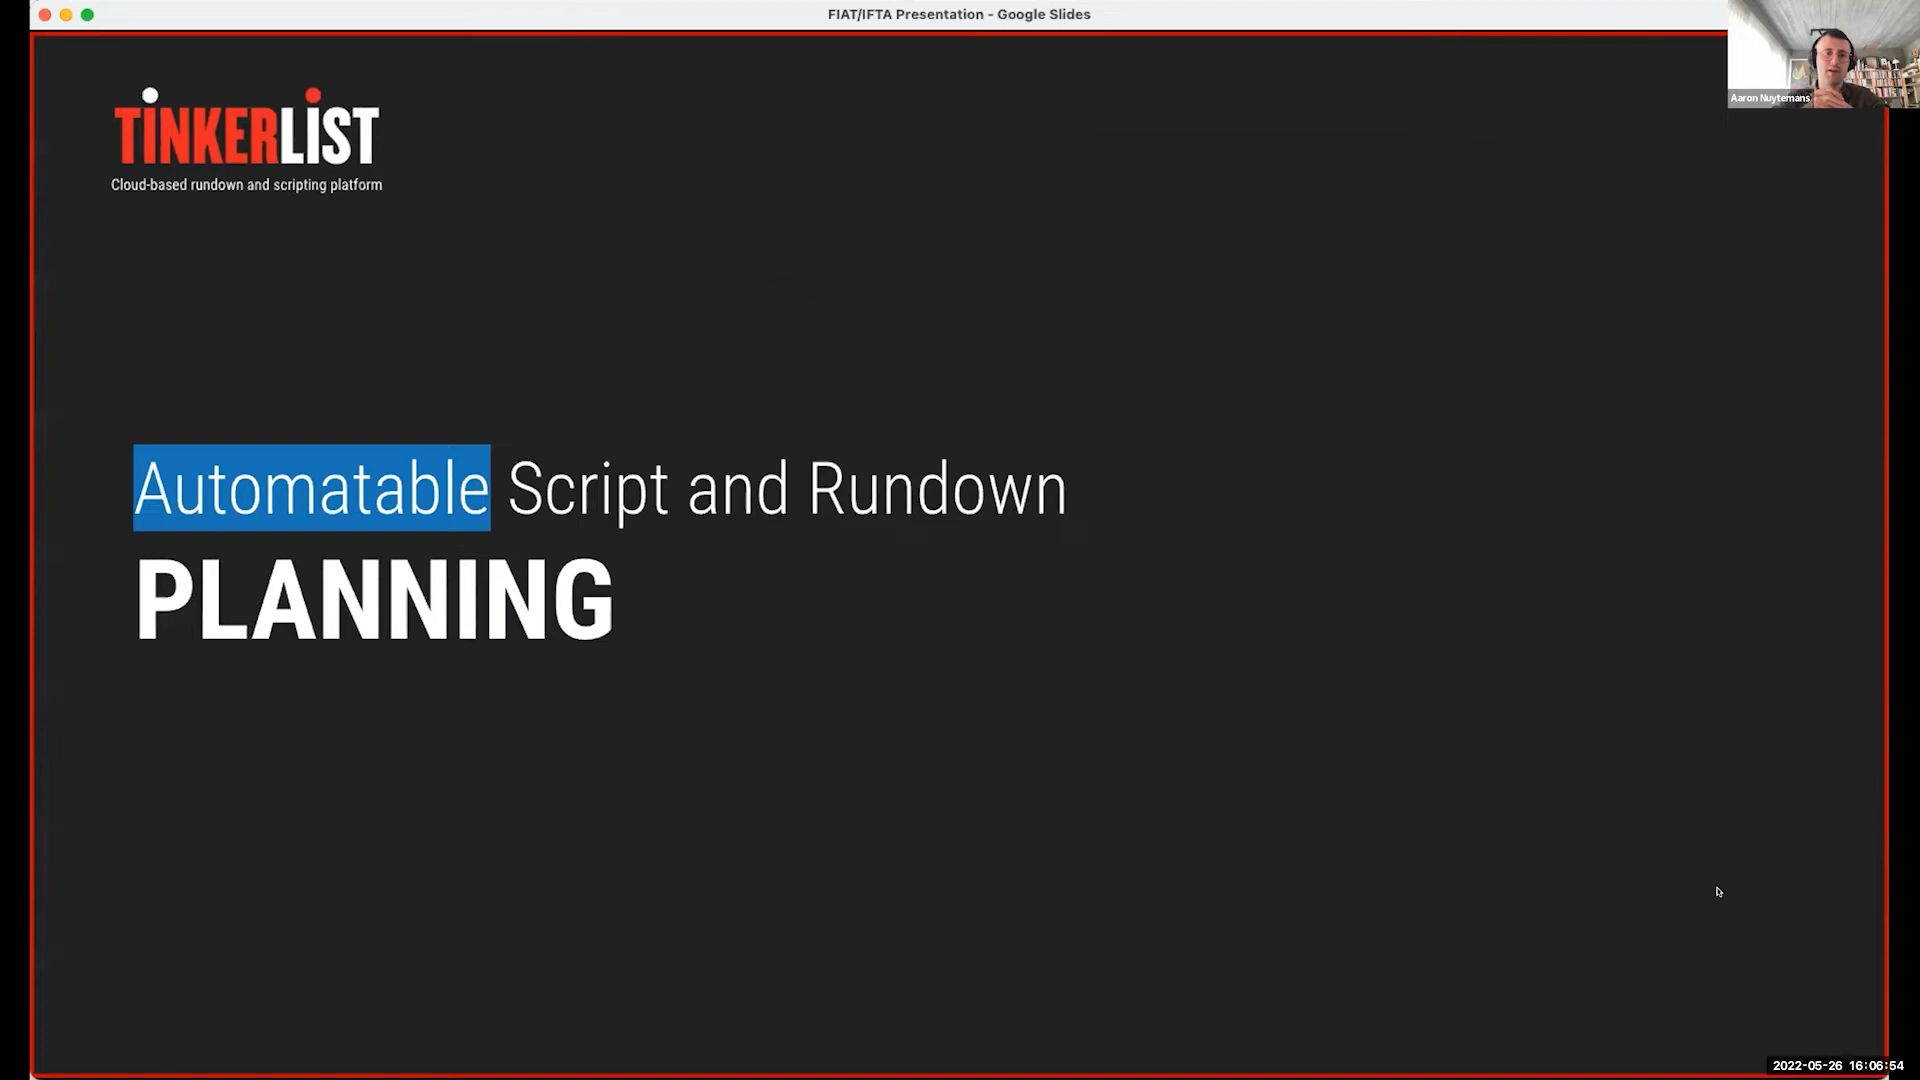 FIAT/IFTA Presentation - Google Slides
Aaron Nuytemans
TINKERLIST
Cloud-based rundown and scripting platform
Automatable Script and Rundown
PLANNING
2022-05-26 16:06:54